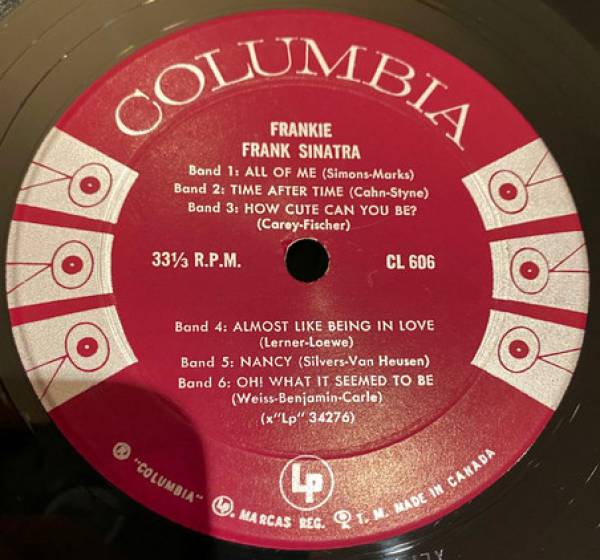 COLUMBIA
FRANKIE
FRANK SINATRA
Band 1: ALL OF ME (Simons-Marks)
Band 2: TIME AFTER TIME (Cahn-Styne)
Band 3: HOW CUTE CAN YOU BE?
(Carey-Fischer)
33⅓ R.P.M.
CL 606
Band 4: ALMOST LIKE BEING IN LOVE
(Lerner-Loewe)
Band 5: NANCY (Silvers-Van Heusen)
Band 6: OH! WHAT IT SEEMED TO BE
(Weiss-Benjamin-Carle)
(x"Lp" 34276)
Lp
® "COLUMBIA" Lp. MARCAS REG. T. M. MADE IN CANADA